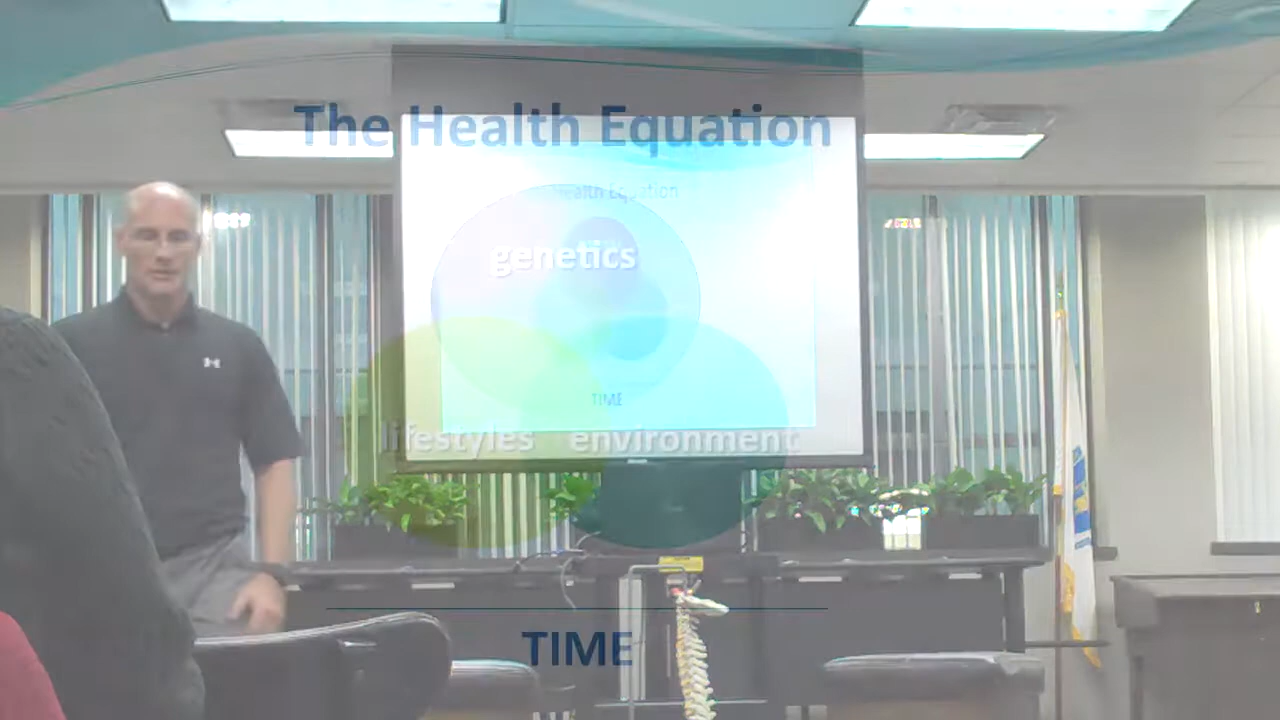 The Health Equation
Health Equation
genetics
TIME
lifestyles environment
TIME